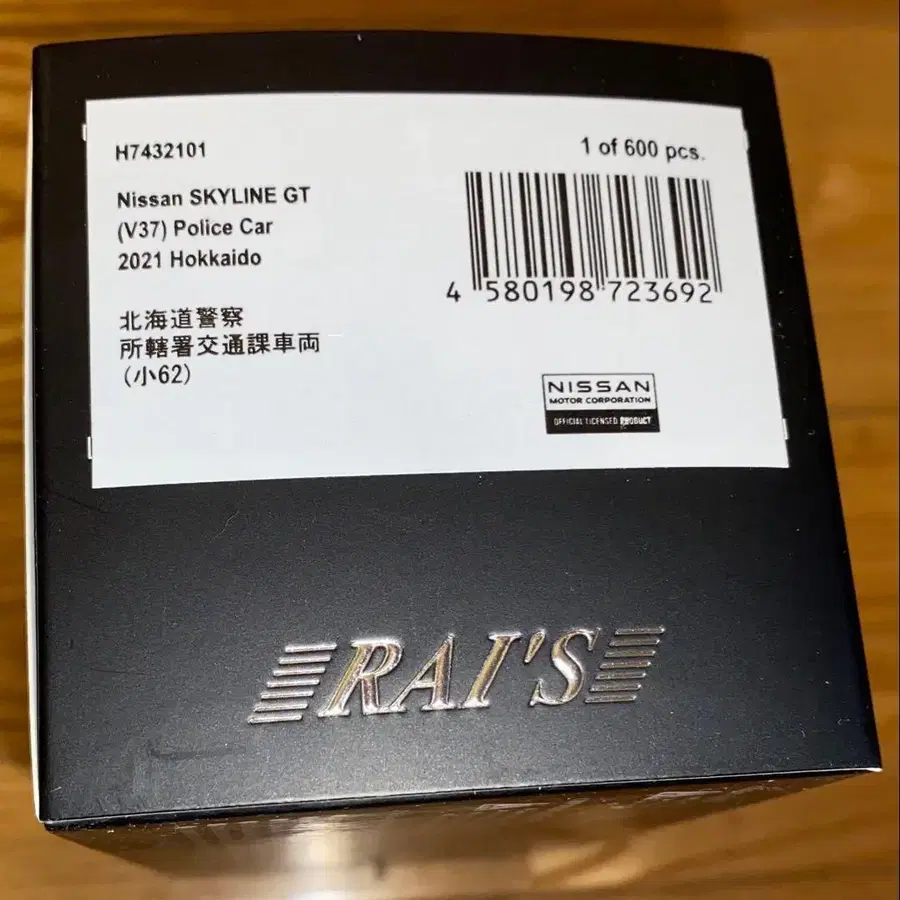 H7432101
1 of 600 pcs.
Nissan SKYLINE GT
(V37) Police Car
2021 Hokkaido
4 580198 723692
北海道警察
所轄署交通課車両
(小62)
NISSAN
MOTOR CORPORATION
OFFICIAL LICENSED PRODUCT
RAI'S